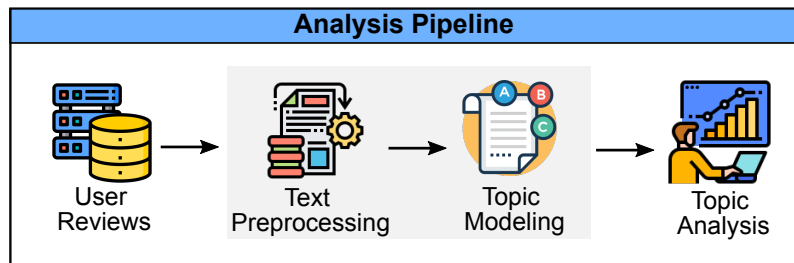 Analysis Pipeline
A
B
C
User
Reviews
Text
Preprocessing
Topic
Modeling
Topic
Analysis